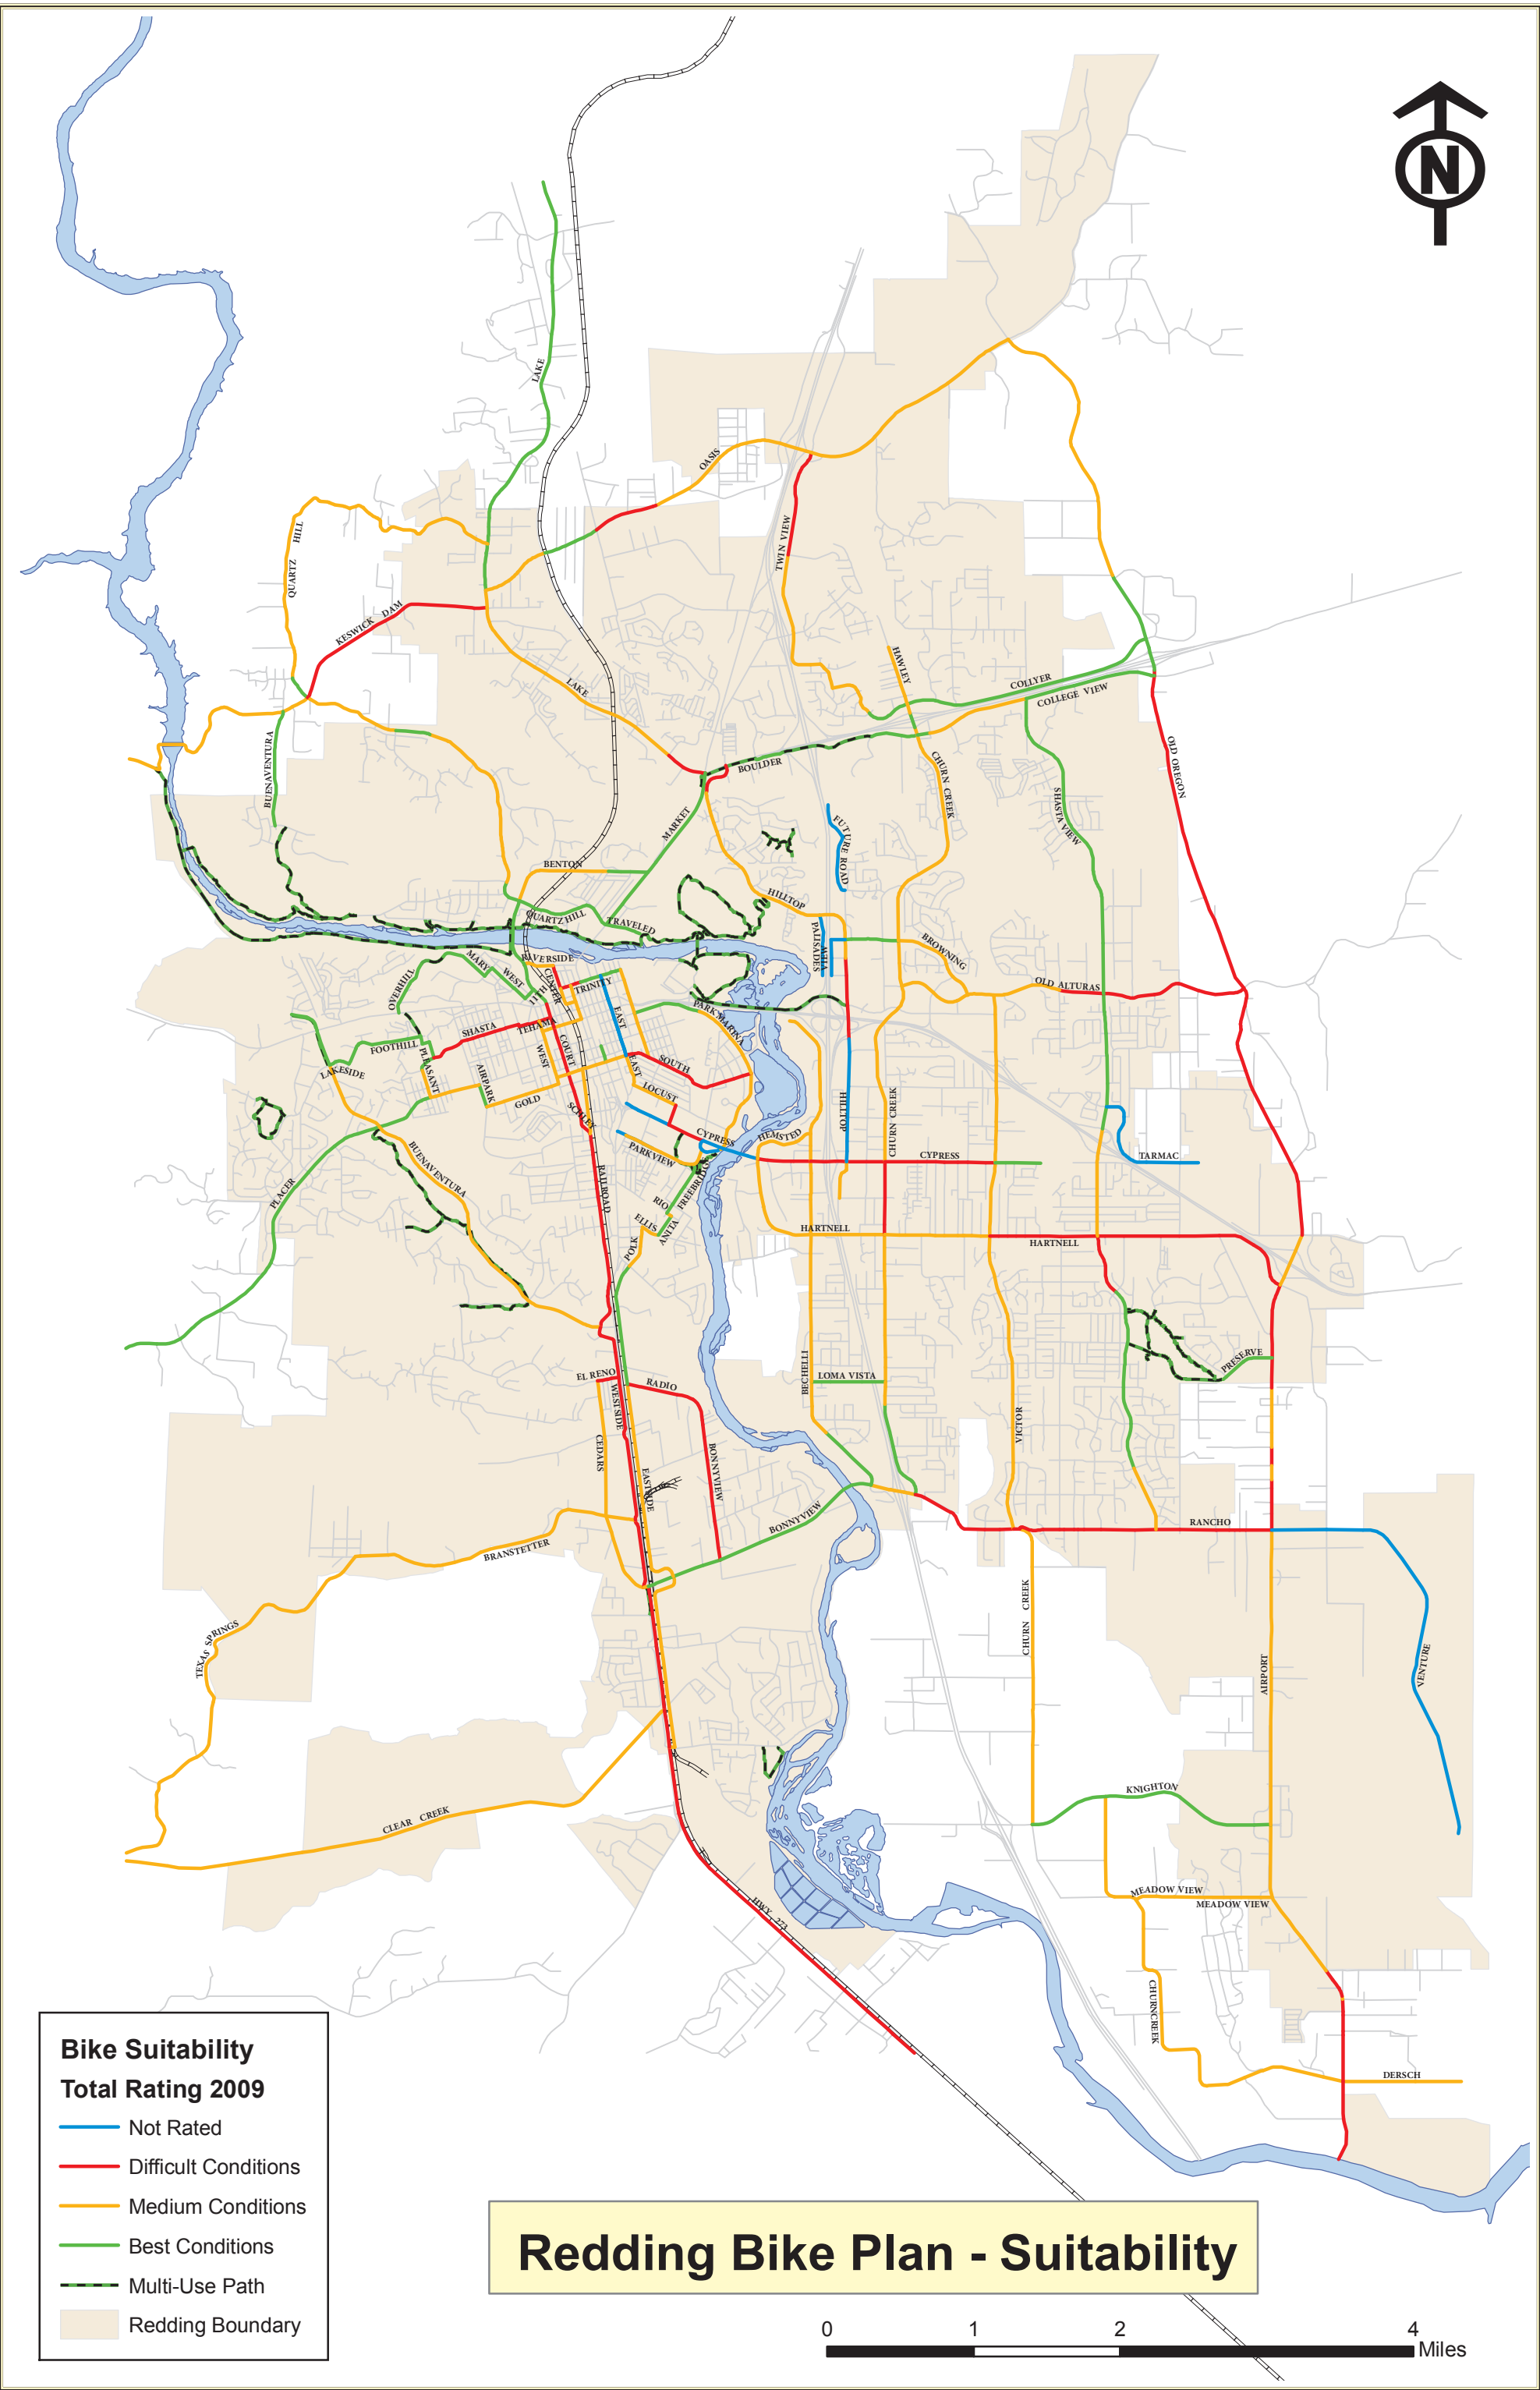 N
LAKE
OASIS
QUARTZ HILL
TWIN VIEW
KESWICK DAM
HAWLEY
LAKE
COLLYER
COLLEGE VIEW
BUENAVENTURA
BOULDER
CHURN CREEK
OLD OREGON
MARKET
FUTURE ROAD
SHASTA VIEW
BENTON
HILLTOP
QUARTZ HILL
TRAVELED
PALISADES
BROWNING
RIVERSIDE
MARY
WEST
OVERHILL
CENTER
11TH
TRINITY
OLD ALTURAS
EAST
PARK MARINA
SHASTA
TEHAMA
FOOTHILL
PLEASANT
LAKESIDE
WEST
COURT
EAST
SOUTH
AIRPARK
GOLD
LOCUST
HILLTOP
CHURN CREEK
CYPRESS
HEMSTED
PARKVIEW
CYPRESS
TARMAC
BUENAVENTURA
PLACER
RAILROAD
RIO
FREEBRIDGE
ELLIS
ANITA
POLK
HARTNELL
HARTNELL
BECHELLI
LOMA VISTA
PRESERVE
EL RENO
RADIO
WESTSIDE
VICTOR
CEDARS
BONNYVIEW
EASTSIDE
BONNYVIEW
RANCHO
BRANSTETTER
TEXAS SPRINGS
CHURN CREEK
AIRPORT
VENTURE
KNIGHTON
CLEAR CREEK
MEADOW VIEW
MEADOW VIEW
HWY 273
CHURNCREEK
DERSCH
Bike Suitability
Total Rating 2009
Not Rated
Difficult Conditions
Medium Conditions
Best Conditions
Multi-Use Path
Redding Boundary
Redding Bike Plan - Suitability
0 1 2 4
Miles